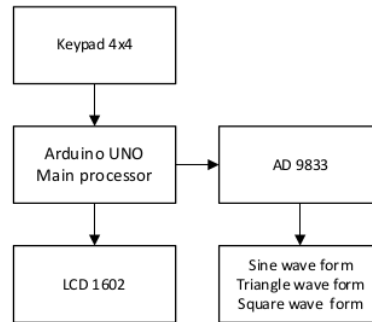 Keypad 4x4
Arduino UNO
Main processor
AD 9833
LCD 1602
Sine wave form
Triangle wave form
Square wave form